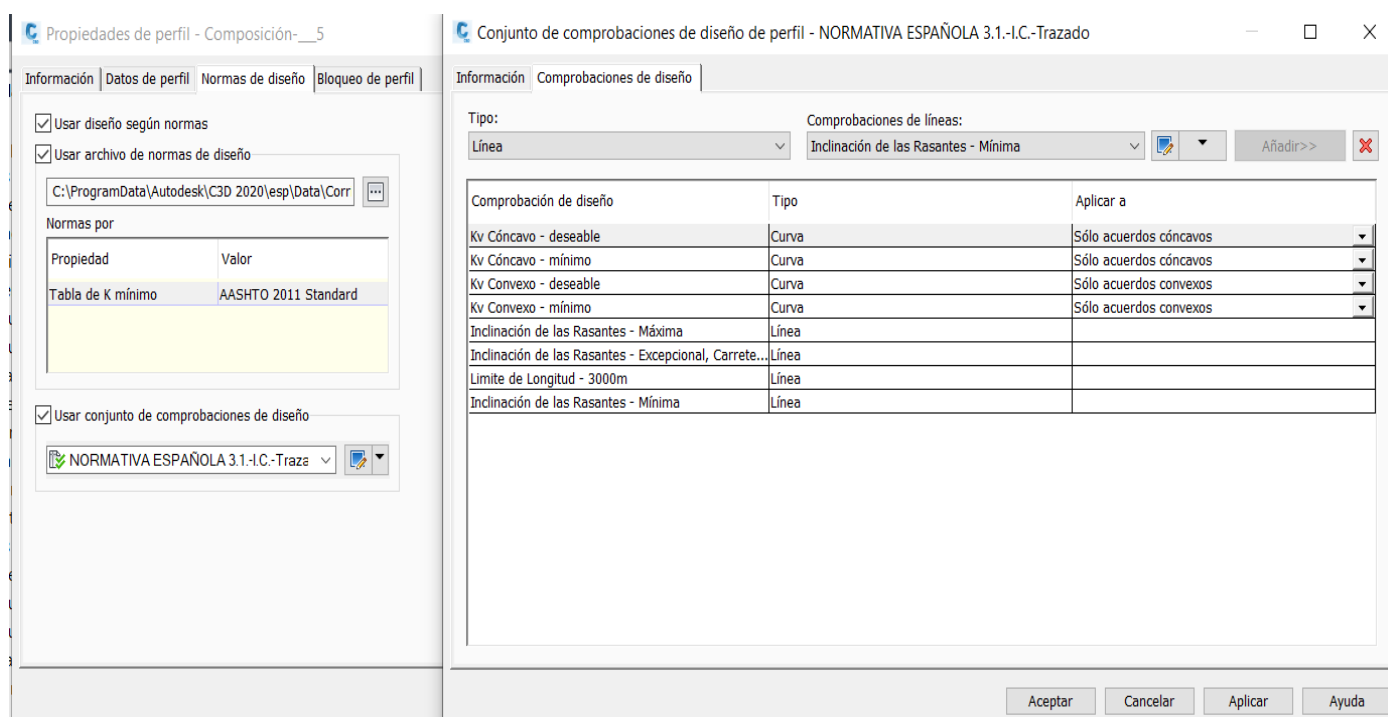 Propiedades de perfil - Composición-__5
Información
Datos de perfil
Normas de diseño
Bloqueo de perfil
Usar diseño según normas
Usar archivo de normas de diseño
C:\ProgramData\Autodesk\C3D 2020\esp\Data\Corr
...
Normas por
Propiedad Valor
Tabla de K mínimo AASHTO 2011 Standard
Usar conjunto de comprobaciones de diseño
NORMATIVA ESPAÑOLA 3.1.-I.C.-Traza
Conjunto de comprobaciones de diseño de perfil - NORMATIVA ESPAÑOLA 3.1.-I.C.-Trazado
Información
Comprobaciones de diseño
Tipo: Comprobaciones de líneas:
Línea Inclinación de las Rasantes - Mínima Añadir>>
Comprobación de diseño Tipo Aplicar a
Kv Cóncavo - deseable Curva Sólo acuerdos cóncavos
Kv Cóncavo - mínimo Curva Sólo acuerdos cóncavos
Kv Convexo - deseable Curva Sólo acuerdos convexos
Kv Convexo - mínimo Curva Sólo acuerdos convexos
Inclinación de las Rasantes - Máxima Línea
Inclinación de las Rasantes - Excepcional, Carrete... Línea
Limite de Longitud - 3000m Línea
Inclinación de las Rasantes - Mínima Línea
Aceptar Cancelar Aplicar Ayuda